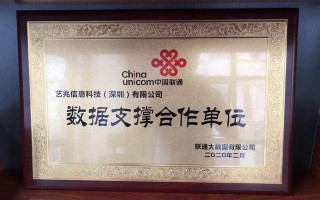 China
unicom中国联通
艺兆信息科技（深圳）有限公司
数据支撑合作单位
联通大数据有限公司
二〇二〇年二月